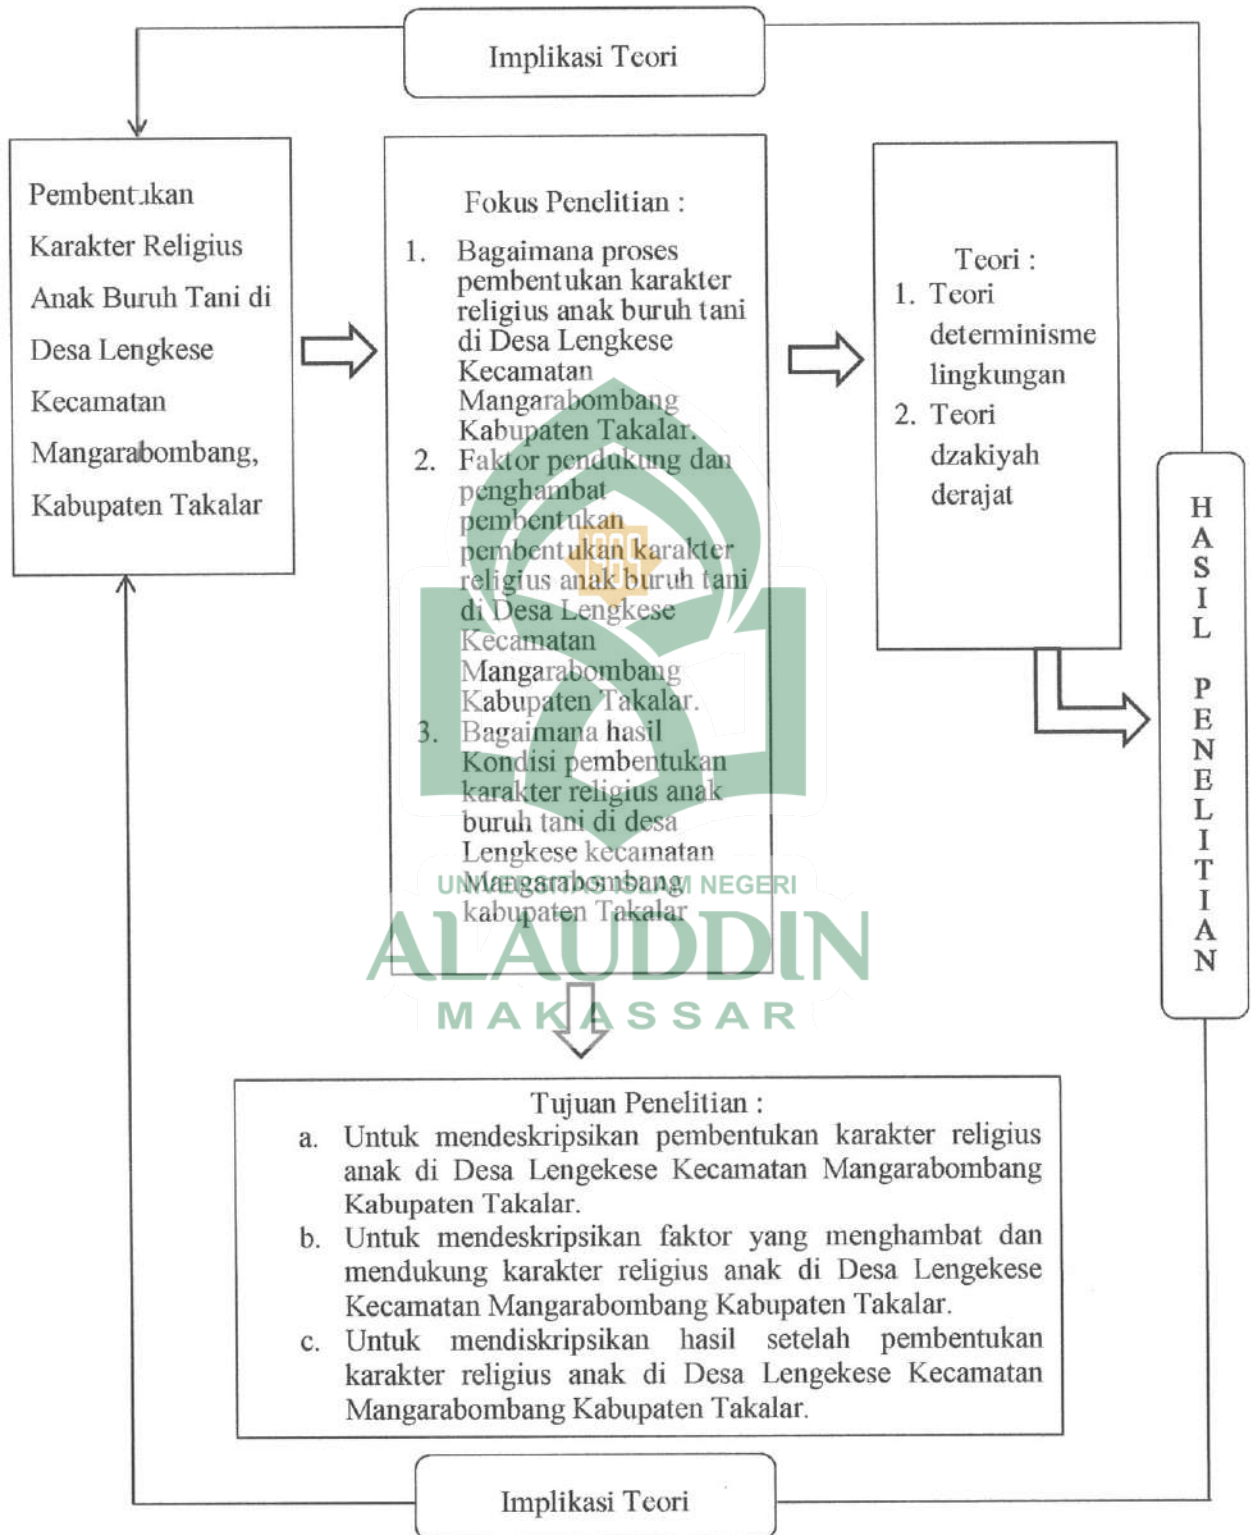 Implikasi Teori
Pembentukan
Karakter Religius
Anak Buruh Tani di
Desa Lengkese
Kecamatan
Mangarabombang,
Kabupaten Takalar
Fokus Penelitian :
1. Bagaimana proses
pembentukan karakter
religius anak buruh tani
di Desa Lengkese
Kecamatan
Mangarabombang
Kabupaten Takalar.
2. Faktor pendukung dan
penghambat
pembentukan
pembentukan karakter
religius anak buruh tani
di Desa Lengkese
Kecamatan
Mangarabombang
Kabupaten Takalar.
3. Bagaimana hasil
Kondisi pembentukan
karakter religius anak
buruh tani di desa
Lengkese kecamatan
Mangarabombang
kabupaten Takalar
Teori :
1. Teori
determinisme
lingkungan
2. Teori
dzakiyah
derajat
HASIL PENELITIAN
1965
UNIVERSITAS ISLAM NEGERI
ALAUDDIN
MAKASSAR
Tujuan Penelitian :
a. Untuk mendeskripsikan pembentukan karakter religius
anak di Desa Lengekese Kecamatan Mangarabombang
Kabupaten Takalar.
b. Untuk mendeskripsikan faktor yang menghambat dan
mendukung karakter religius anak di Desa Lengekese
Kecamatan Mangarabombang Kabupaten Takalar.
c. Untuk mendiskripsikan hasil setelah pembentukan
karakter religius anak di Desa Lengekese Kecamatan
Mangarabombang Kabupaten Takalar.
Implikasi Teori